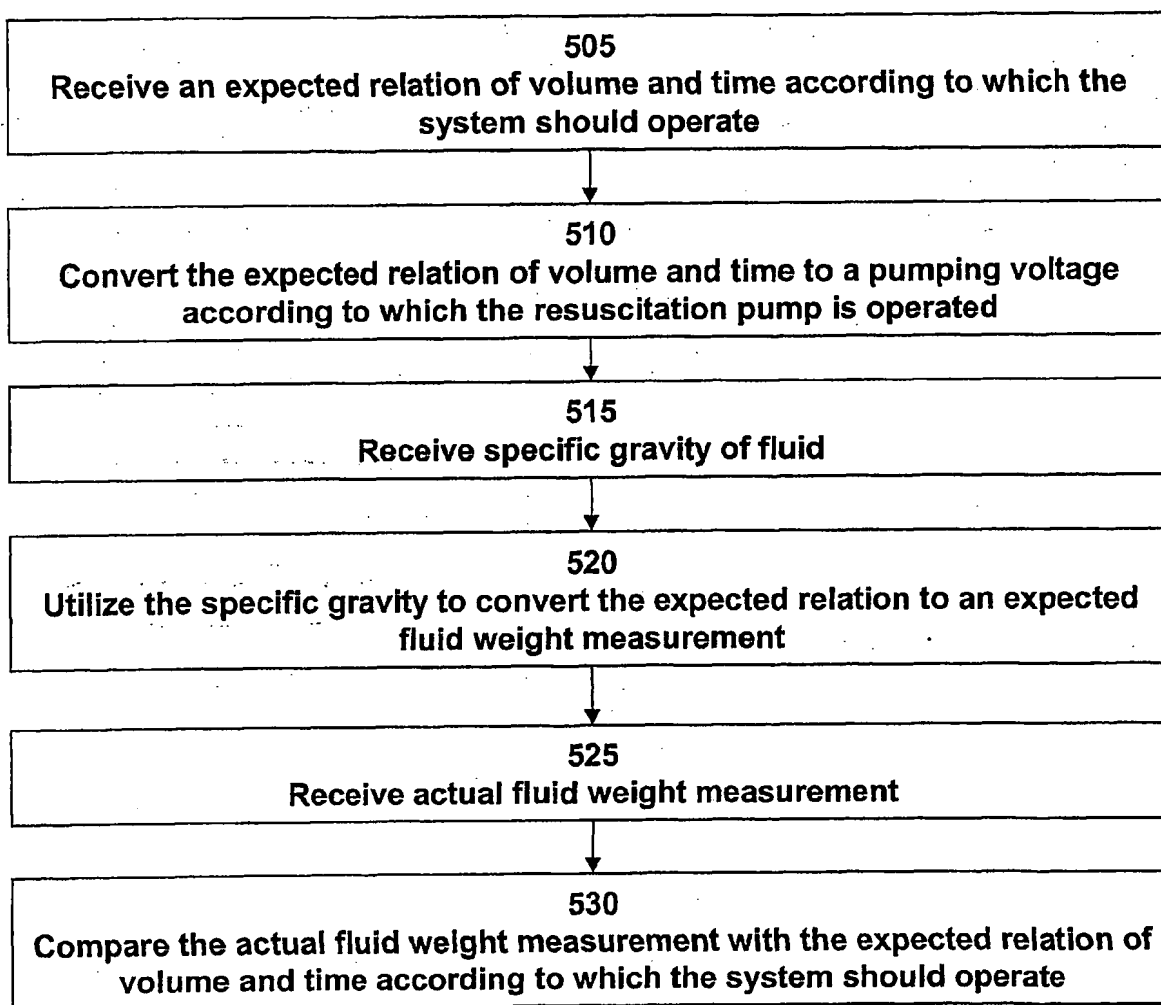 505
Receive an expected relation of volume and time according to which the
system should operate
510
Convert the expected relation of volume and time to a pumping voltage
according to which the resuscitation pump is operated
515
Receive specific gravity of fluid
520
Utilize the specific gravity to convert the expected relation to an expected
fluid weight measurement
525
Receive actual fluid weight measurement
530
Compare the actual fluid weight measurement with the expected relation of
volume and time according to which the system should operate